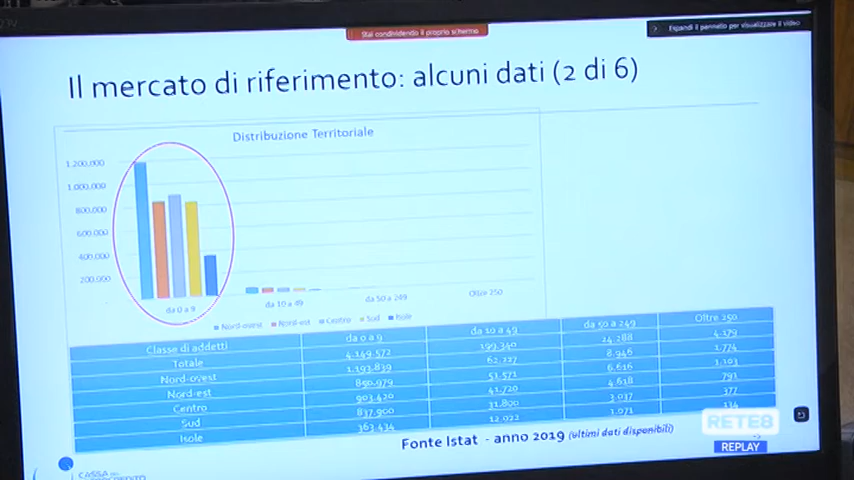 Stai condividendo il proprio schermo
Espandi il pannello per visualizzare il video
Il mercato di riferimento: alcuni dati (2 di 6)
Distribuzione Territoriale
1.200.000
1.000.000
800.000
600.000
400.000
200.000
da 0 a 9 da 10 a 49 da 50 a 249 Oltre 250
Nord-ovest Nord-est Centro Sud Isole
Classe di addetti da 0 a 9 da 10 a 49 da 50 a 249 Oltre 250
Totale 4.149.572 199.340 24.288 4.179
Nord-ovest 1.193.839 62.227 8.946 1.774
Nord-est 850.979 51.571 6.616 1.103
Centro 903.420 41.720 4.618 791
Sud 837.900 31.800 3.037 377
Isole 363.434 12.022 1.071 134
Fonte Istat - anno 2019 (ultimi dati disponibili)
RETE8
REPLAY
CASSA